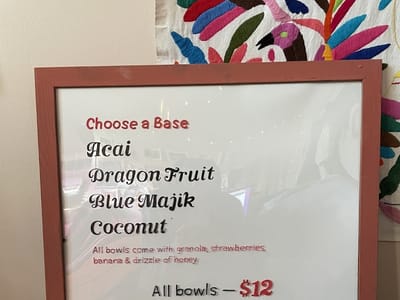 Choose a Base
Acai
Dragon Fruit
Blue Majik
Coconut
All bowls come with granola, strawberries,
banana & drizzle of honey.
All bowls — $12